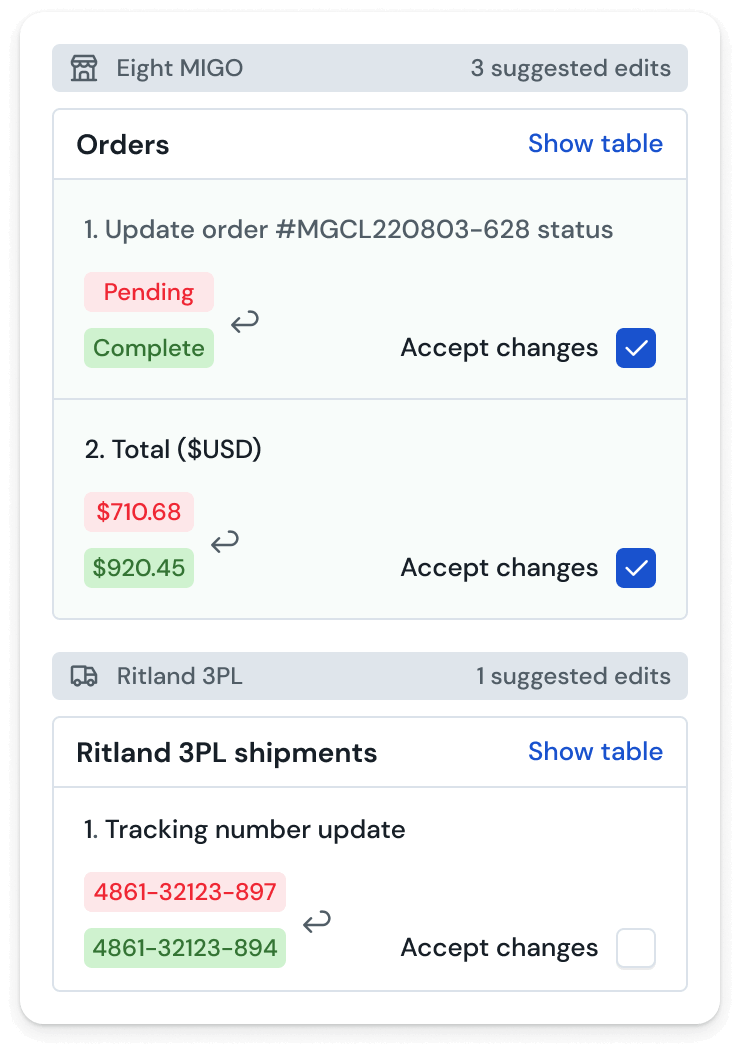 Eight MIGO 3 suggested edits
Orders Show table
1. Update order #MGCL220803-628 status
Pending
Complete Accept changes
2. Total ($USD)
$710.68
$920.45 Accept changes
Ritland 3PL 1 suggested edits
Ritland 3PL shipments Show table
1. Tracking number update
4861-32123-897
4861-32123-894 Accept changes